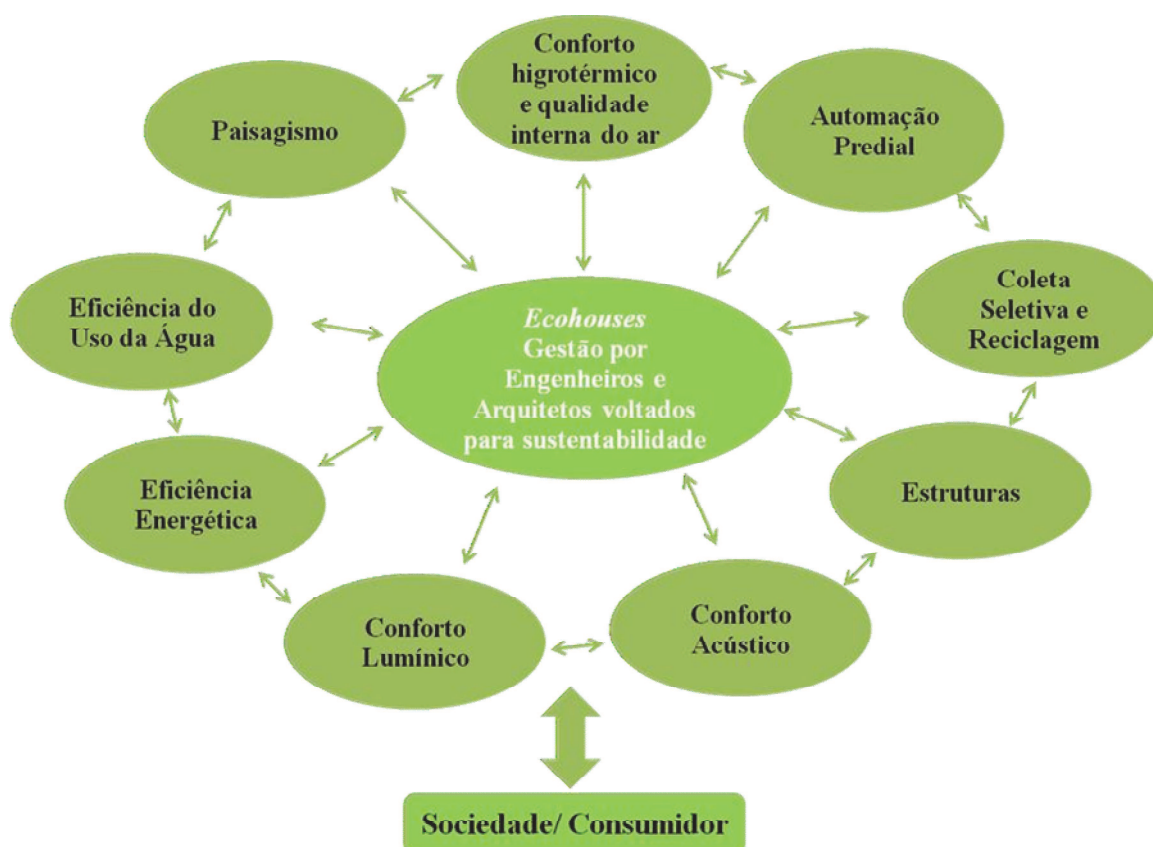 Conforto
higrotérmico
e qualidade
interna do ar
Paisagismo
Automação
Predial
Eficiência do
Uso da Água
Coleta
Seletiva e
Reciclagem
Ecohouses
Gestão por
Engenheiros e
Arquitetos voltados
para sustentabilidade
Eficiência
Energética
Estruturas
Conforto
Lumínico
Conforto
Acústico
Sociedade/ Consumidor